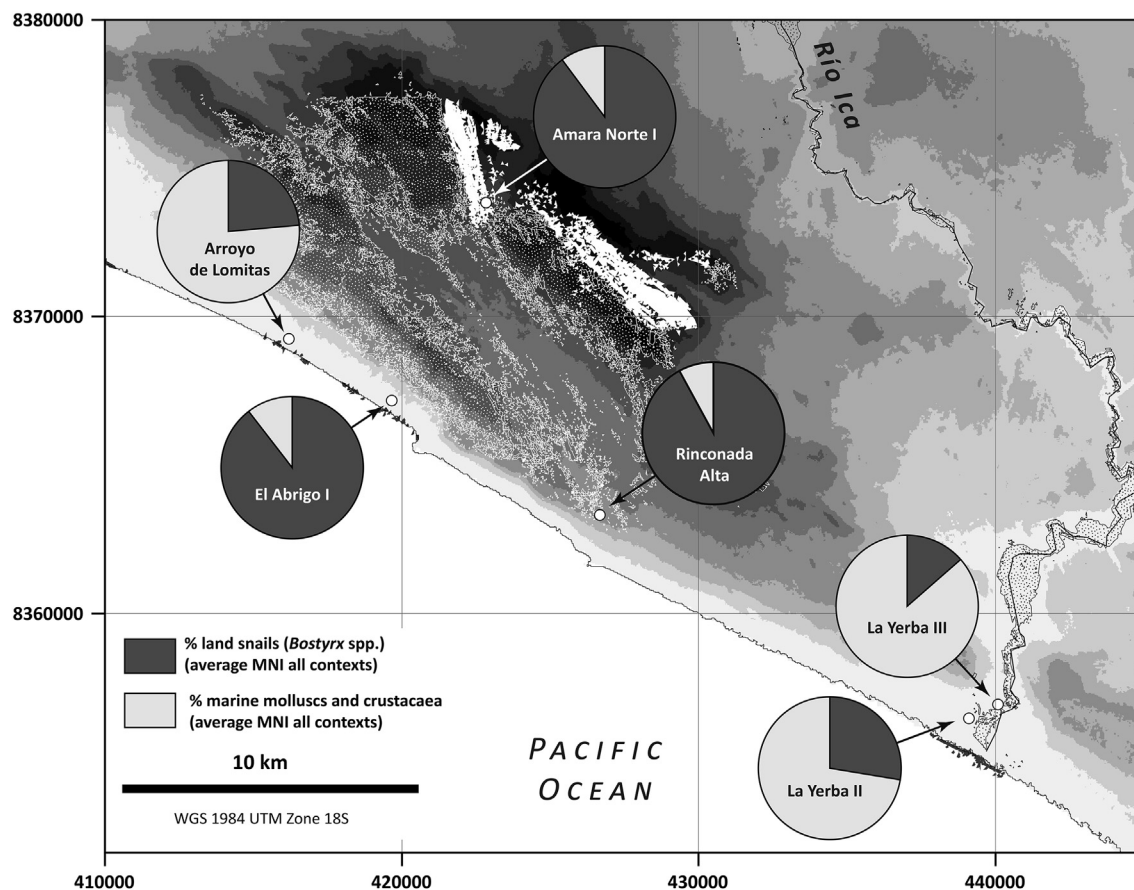 8380000
Río Ica
Amara Norte I
Arroyo
de Lomitas
8370000
Rinconada
Alta
El Abrigo I
8360000
La Yerba III
% land snails (Bostyrx spp.)
(average MNI all contexts)
% marine molluscs and crustacaea
(average MNI all contexts)
10 km
PACIFIC
OCEAN
La Yerba II
WGS 1984 UTM Zone 18S
410000
420000
430000
440000